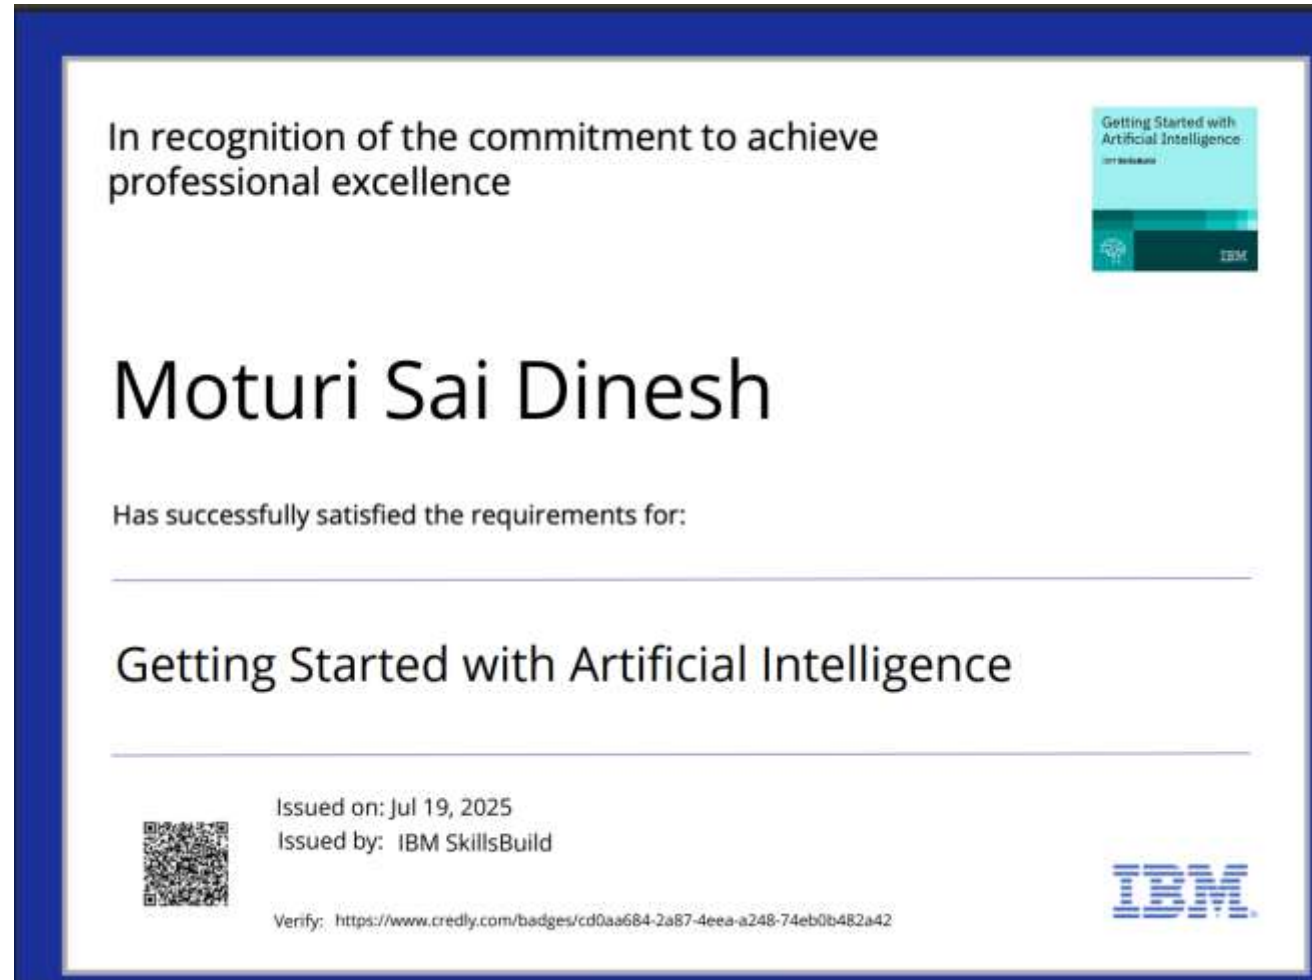 In recognition of the commitment to achieve
professional excellence
Getting Started with
Artificial Intelligence
IBM SkillsBuild
IBM
Moturi Sai Dinesh
Has successfully satisfied the requirements for:
Getting Started with Artificial Intelligence
Issued on: Jul 19, 2025
Issued by: IBM SkillsBuild
Verify: https://www.credly.com/badges/cd0aa684-2a87-4eea-a248-74eb0b482a42
IBM.